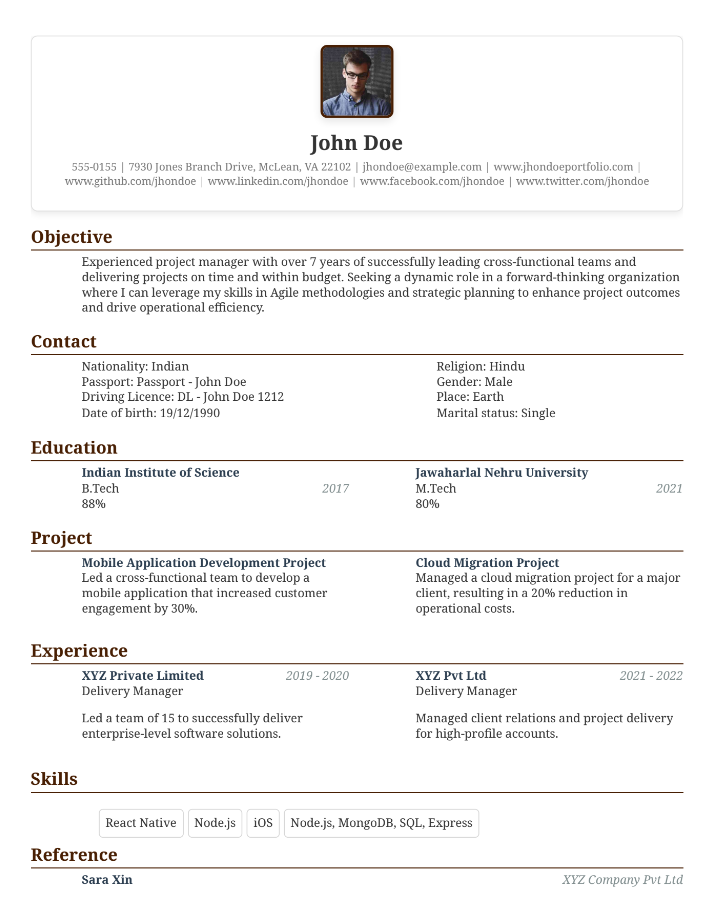 John Doe
555-0155 | 7930 Jones Branch Drive, McLean, VA 22102 | jhondoe@example.com | www.jhondoeportfolio.com |
www.github.com/jhondoe | www.linkedin.com/jhondoe | www.facebook.com/jhondoe | www.twitter.com/jhondoe
Objective
Experienced project manager with over 7 years of successfully leading cross-functional teams and
delivering projects on time and within budget. Seeking a dynamic role in a forward-thinking organization
where I can leverage my skills in Agile methodologies and strategic planning to enhance project outcomes
and drive operational efficiency.
Contact
Nationality: Indian
Passport: Passport - John Doe
Driving Licence: DL - John Doe 1212
Date of birth: 19/12/1990
Religion: Hindu
Gender: Male
Place: Earth
Marital status: Single
Education
Indian Institute of Science
B.Tech 2017
88%
Jawaharlal Nehru University
M.Tech 2021
80%
Project
Mobile Application Development Project
Led a cross-functional team to develop a
mobile application that increased customer
engagement by 30%.
Cloud Migration Project
Managed a cloud migration project for a major
client, resulting in a 20% reduction in
operational costs.
Experience
XYZ Private Limited 2019 - 2020
Delivery Manager
Led a team of 15 to successfully deliver
enterprise-level software solutions.
XYZ Pvt Ltd 2021 - 2022
Delivery Manager
Managed client relations and project delivery
for high-profile accounts.
Skills
React Native Node.js iOS Node.js, MongoDB, SQL, Express
Reference
Sara Xin XYZ Company Pvt Ltd